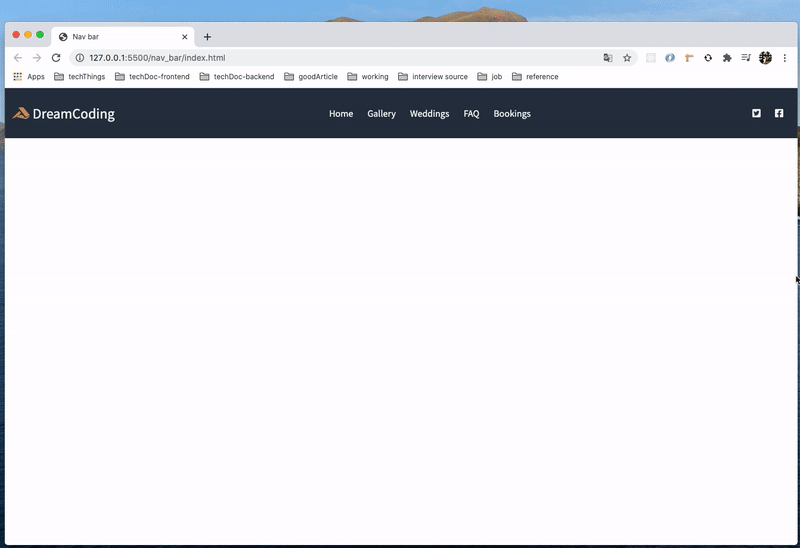 Nav bar
127.0.0.1:5500/nav_bar/index.html
Apps techThings techDoc-frontend techDoc-backend goodArticle working interview source job reference
DreamCoding Home Gallery Weddings FAQ Bookings